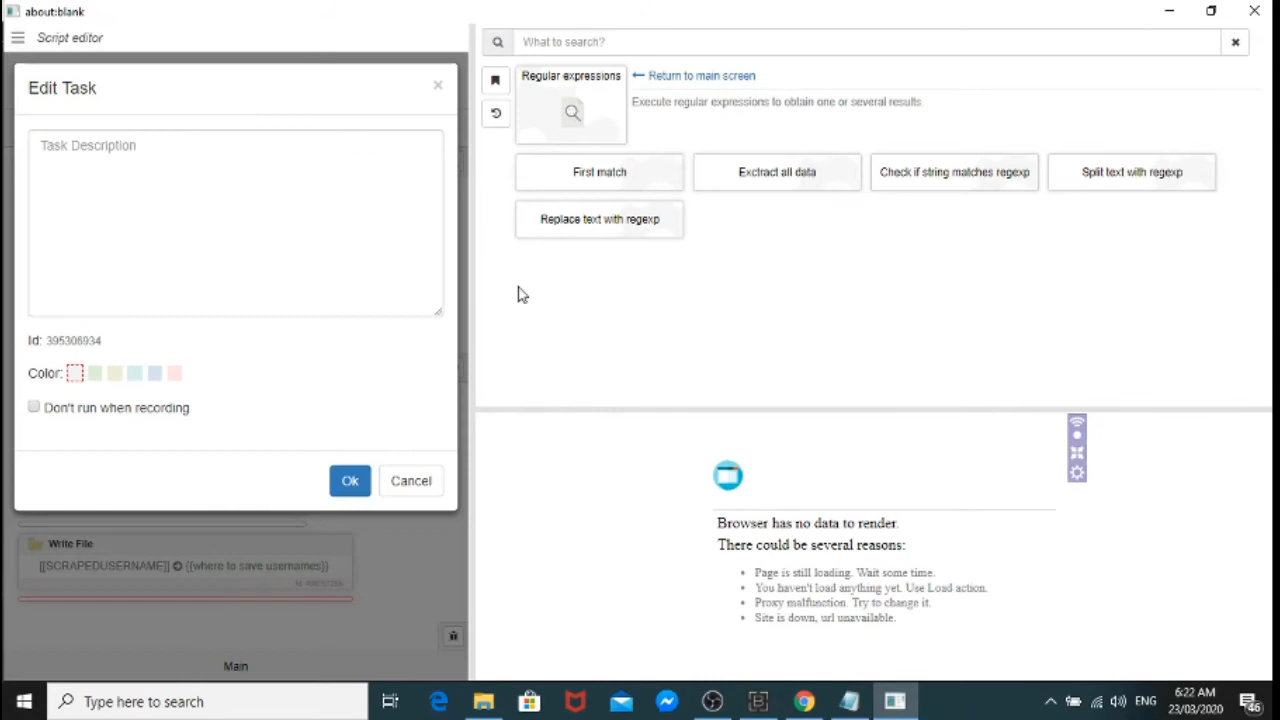 about:blank
Script editor
What to search?
Edit Task
×
Task Description
Id: 395306934
Color:
Don't run when recording
Ok
Cancel
Regular expressions
Return to main screen
Execute regular expressions to obtain one or several results.
First match
Exctract all data
Check if string matches regexp
Split text with regexp
Replace text with regexp
Write File
[[SCRAPEDUSERNAME]] {{where to save usernames}}
Main
Browser has no data to render.
There could be several reasons:
Page is still loading. Wait some time.
You haven't load anything yet. Use Load action.
Proxy malfunction. Try to change it.
Site is down, url unavailable.
Type here to search
ENG
6:22 AM
23/03/2020
46